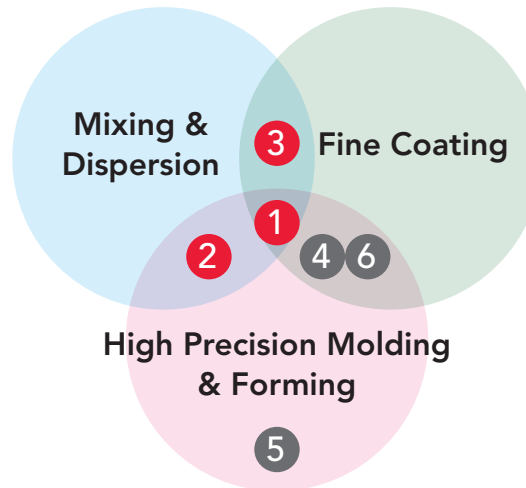 Mixing &
Dispersion
3
Fine Coating
1
2
4
6
High Precision Molding
& Forming
5